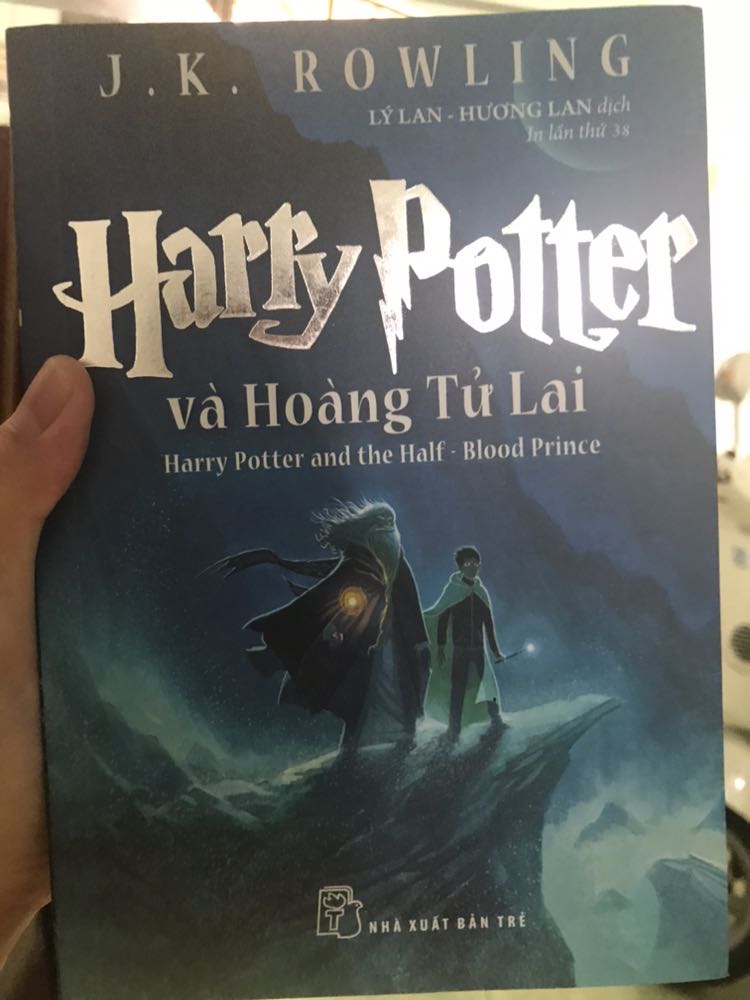 J. K. ROWLING
LÝ LAN - HƯƠNG LAN dịch
In lần thứ 38
Harry Potter
và Hoàng Tử Lai
Harry Potter and the Half - Blood Prince
NHÀ XUẤT BẢN TRẺ